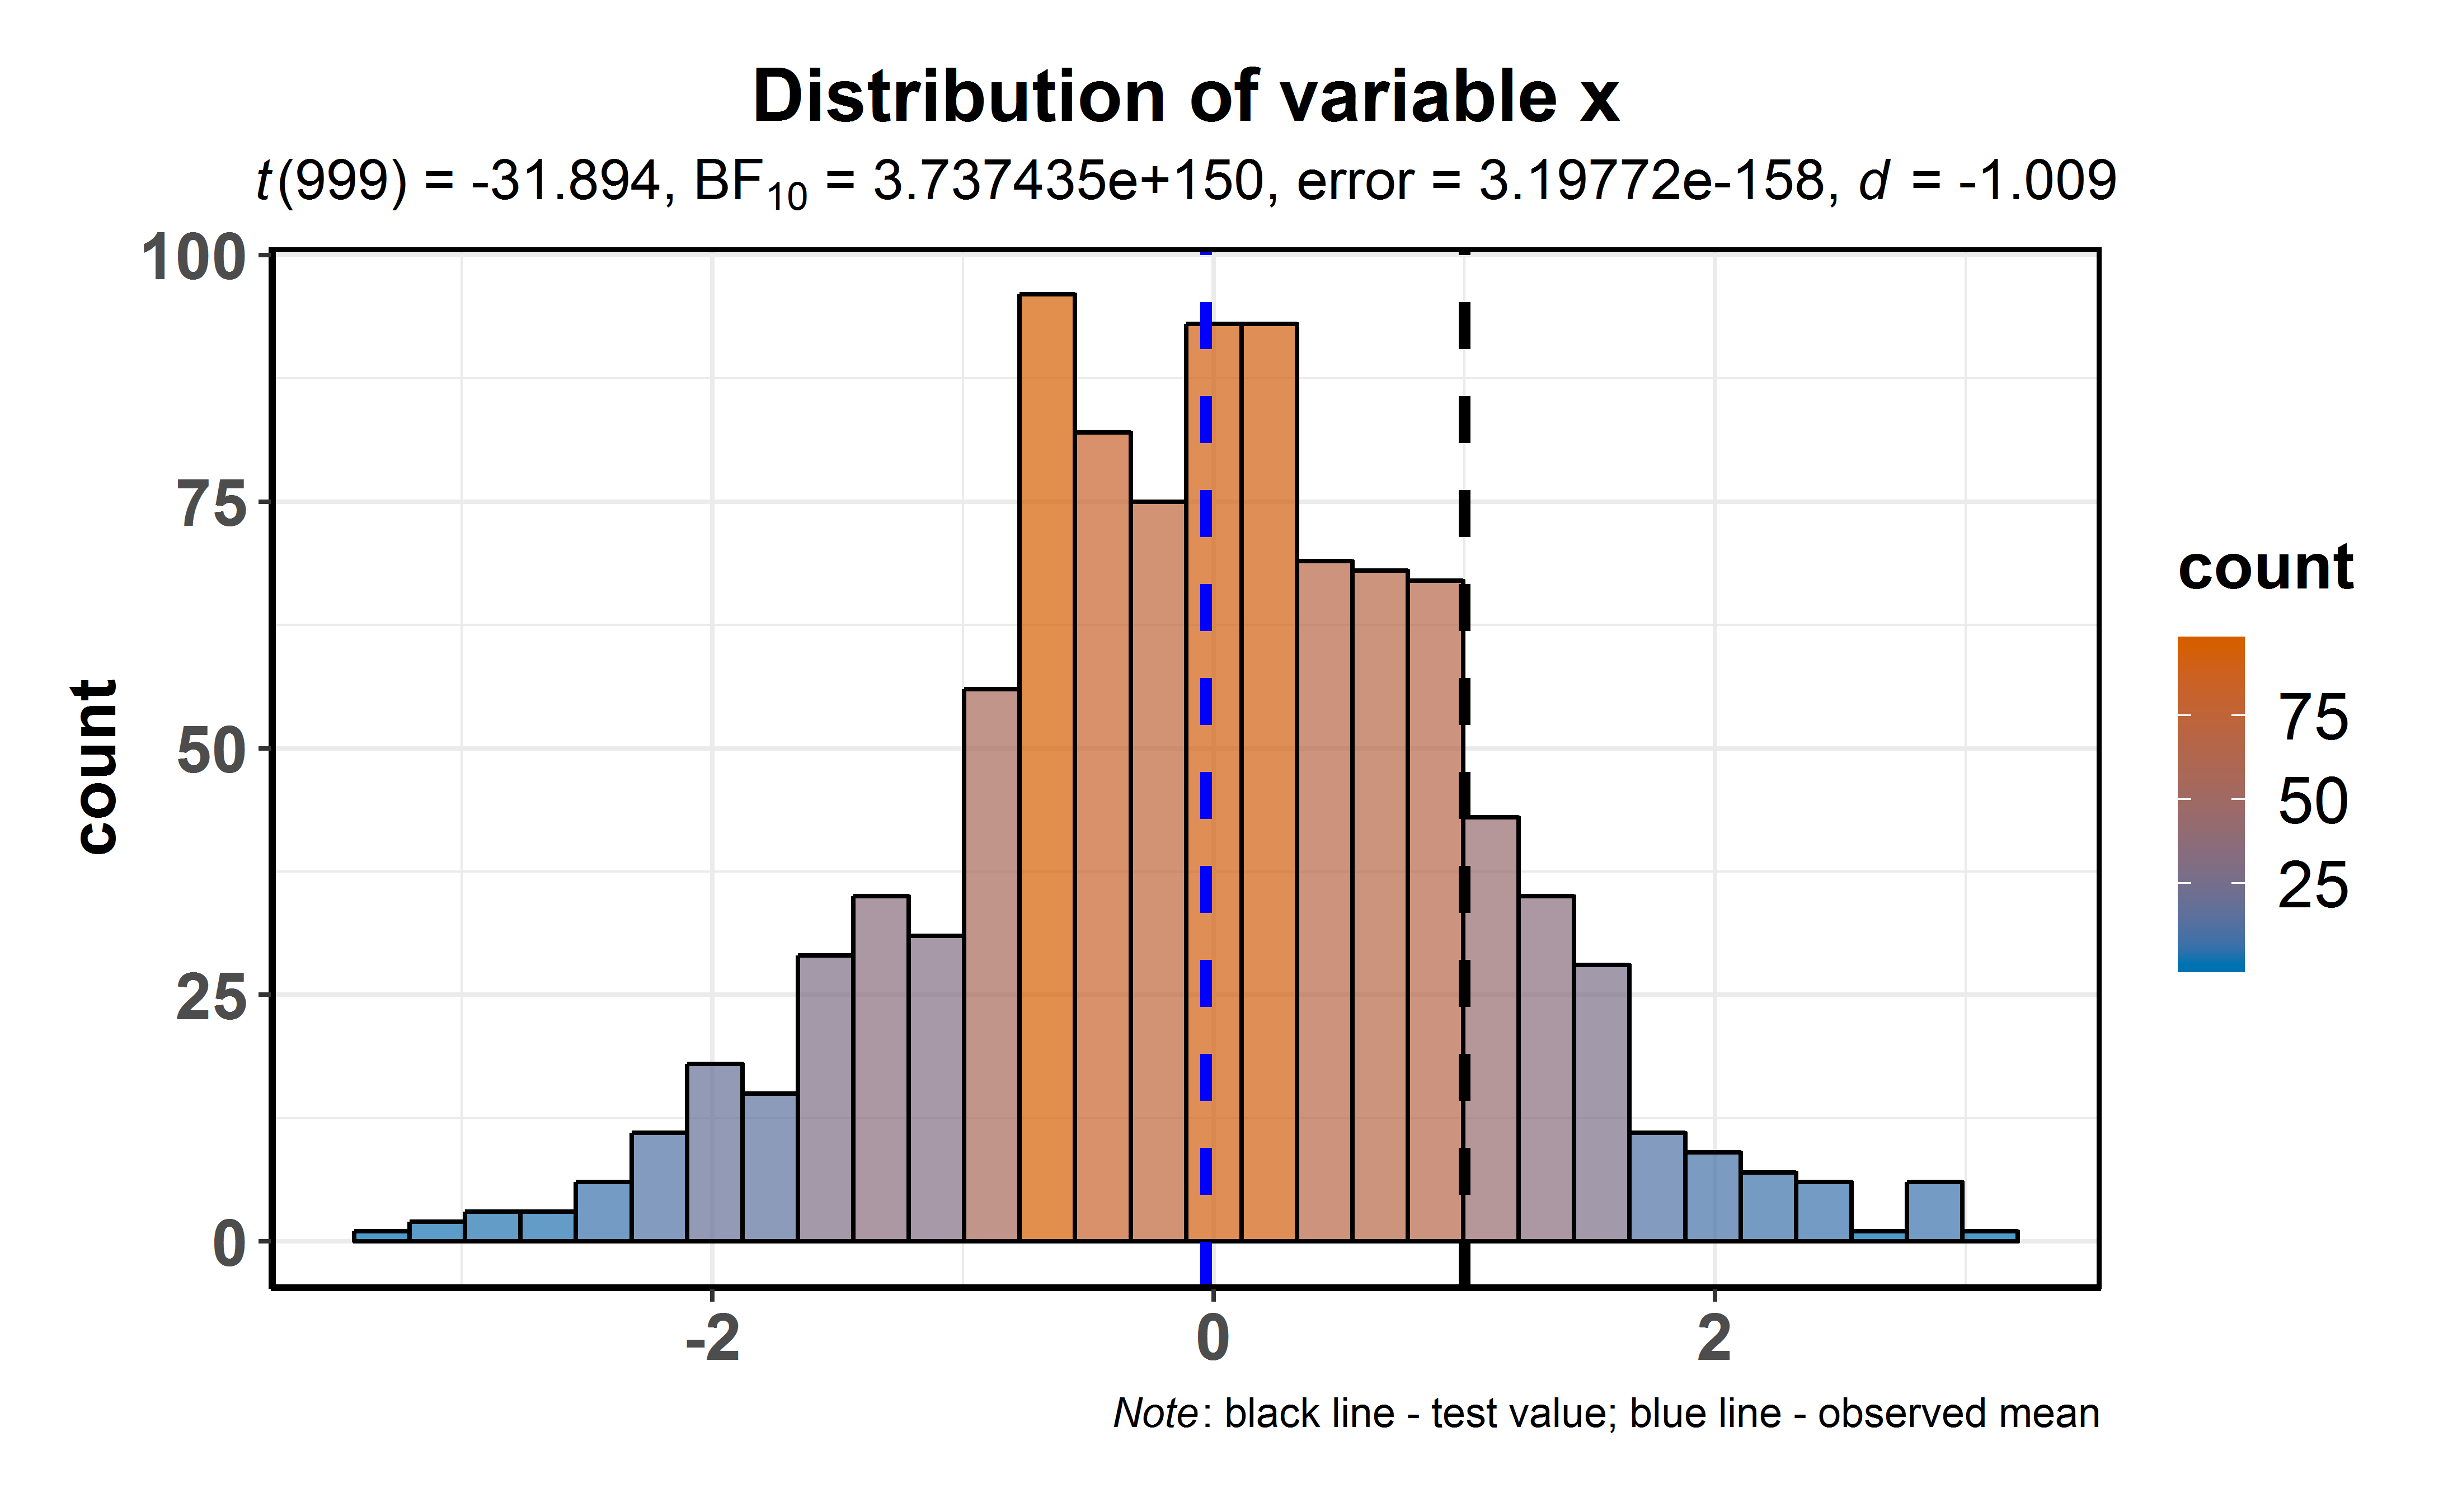 Distribution of variable x
t(999) = -31.894, BF₁₀ = 3.737435e+150, error = 3.19772e-158, d = -1.009
100
75
50
25
0
count
-2 0 2
count
75
50
25
Note: black line - test value; blue line - observed mean